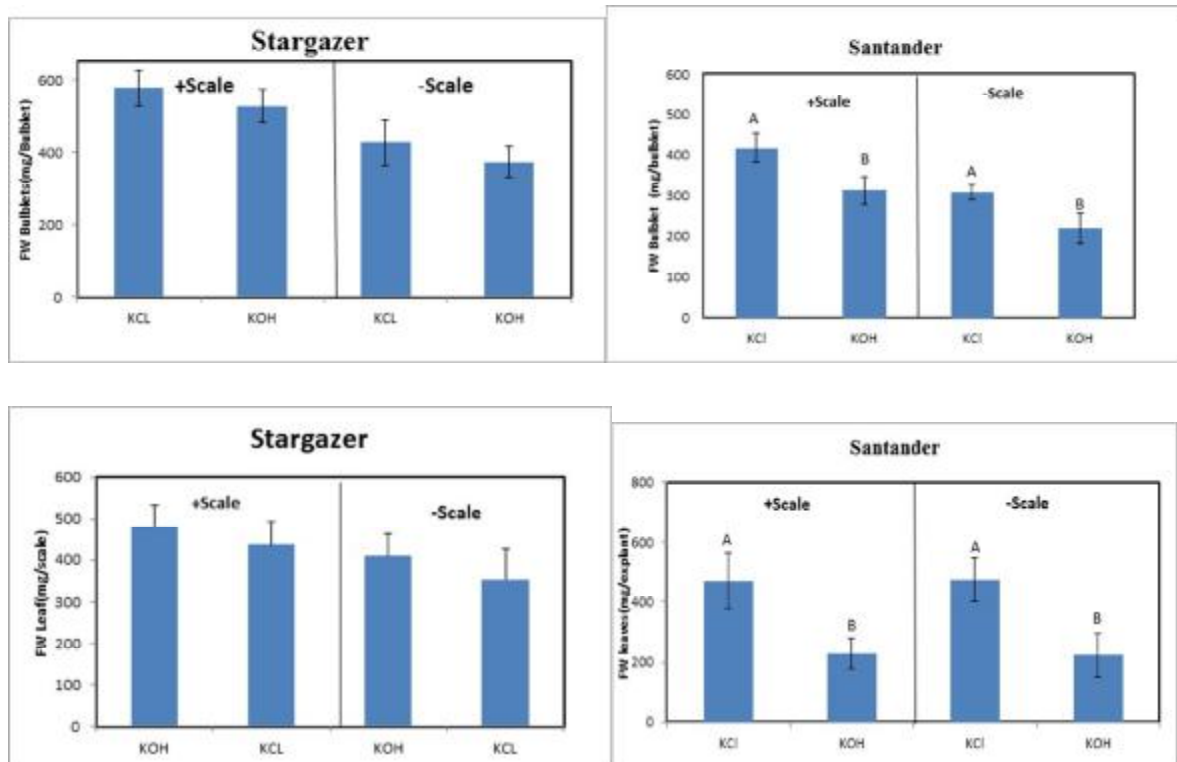 Stargazer
FW Bulblets(mg/Bulblet)
600
400
200
0
+Scale
-Scale
KCL
KOH
KCL
KOH
Santander
FW Bulblet (mg/bulblet)
600
500
400
300
200
100
0
+Scale
-Scale
A
B
A
B
KCl
KOH
KCl
KOH
Stargazer
FW Leaf(mg/scale)
600
500
400
300
200
100
0
+Scale
-Scale
KOH
KCL
KOH
KCL
Santander
FW leaves(mg/explant)
800
600
400
200
0
+Scale
-Scale
A
B
A
B
KCl
KOH
KCl
KOH